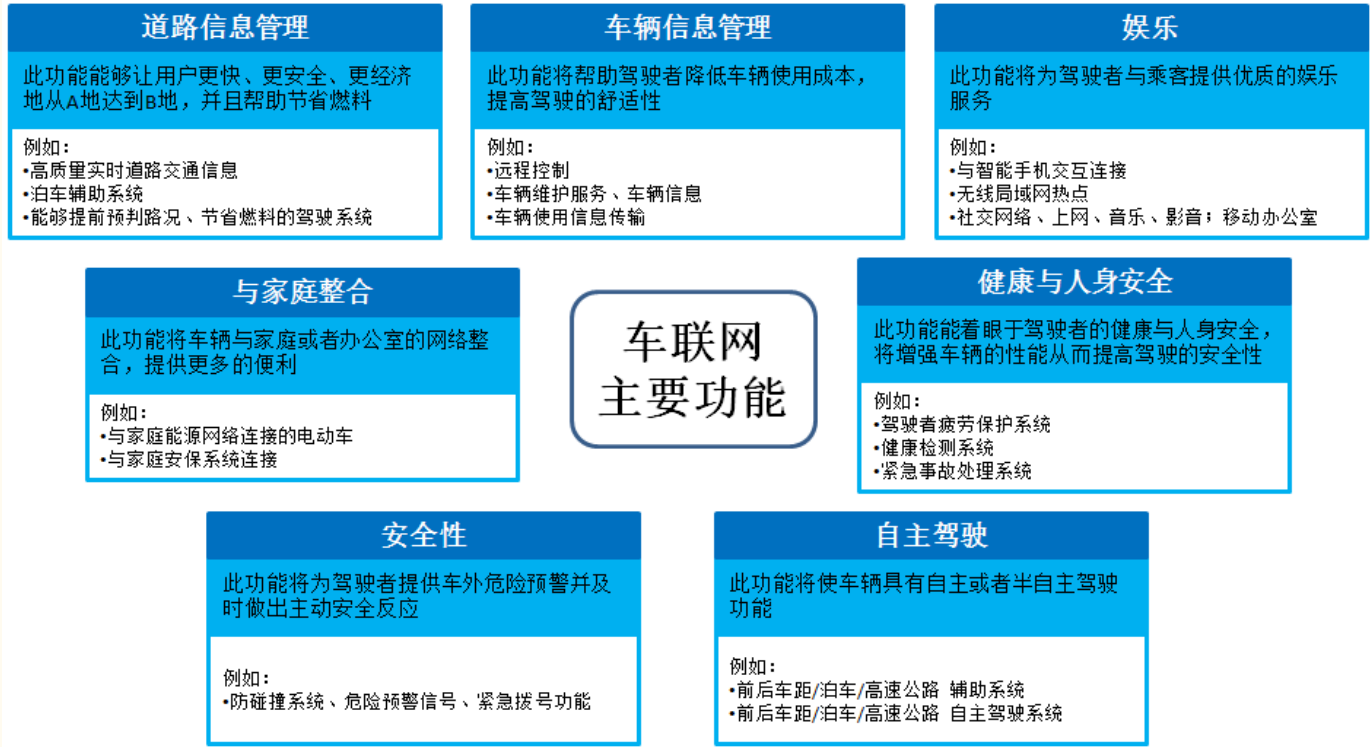 道路信息管理
此功能能够让用户更快、更安全、更经济
地从A地达到B地，并且帮助节省燃料
例如：
•高质量实时道路交通信息
•泊车辅助系统
•能够提前预判路况、节省燃料的驾驶系统
车辆信息管理
此功能将帮助驾驶者降低车辆使用成本，
提高驾驶的舒适性
例如：
•远程控制
•车辆维护服务、车辆信息
•车辆使用信息传输
娱乐
此功能将为驾驶者与乘客提供优质的娱乐
服务
例如：
•与智能手机交互连接
•无线局域网热点
•社交网络、上网、音乐、影音；移动办公室
与家庭整合
此功能将车辆与家庭或者办公室的网络整
合，提供更多的便利
例如：
•与家庭能源网络连接的电动车
•与家庭安保系统连接
车联网
主要功能
健康与人身安全
此功能能着眼于驾驶者的健康与人身安全，
将增强车辆的性能从而提高驾驶的安全性
例如：
•驾驶者疲劳保护系统
•健康检测系统
•紧急事故处理系统
安全性
此功能将为驾驶者提供车外危险预警并及
时做出主动安全反应
例如：
•防碰撞系统、危险预警信号、紧急拨号功能
自主驾驶
此功能将使车辆具有自主或者半自主驾驶
功能
例如：
•前后车距/泊车/高速公路 辅助系统
•前后车距/泊车/高速公路 自主驾驶系统